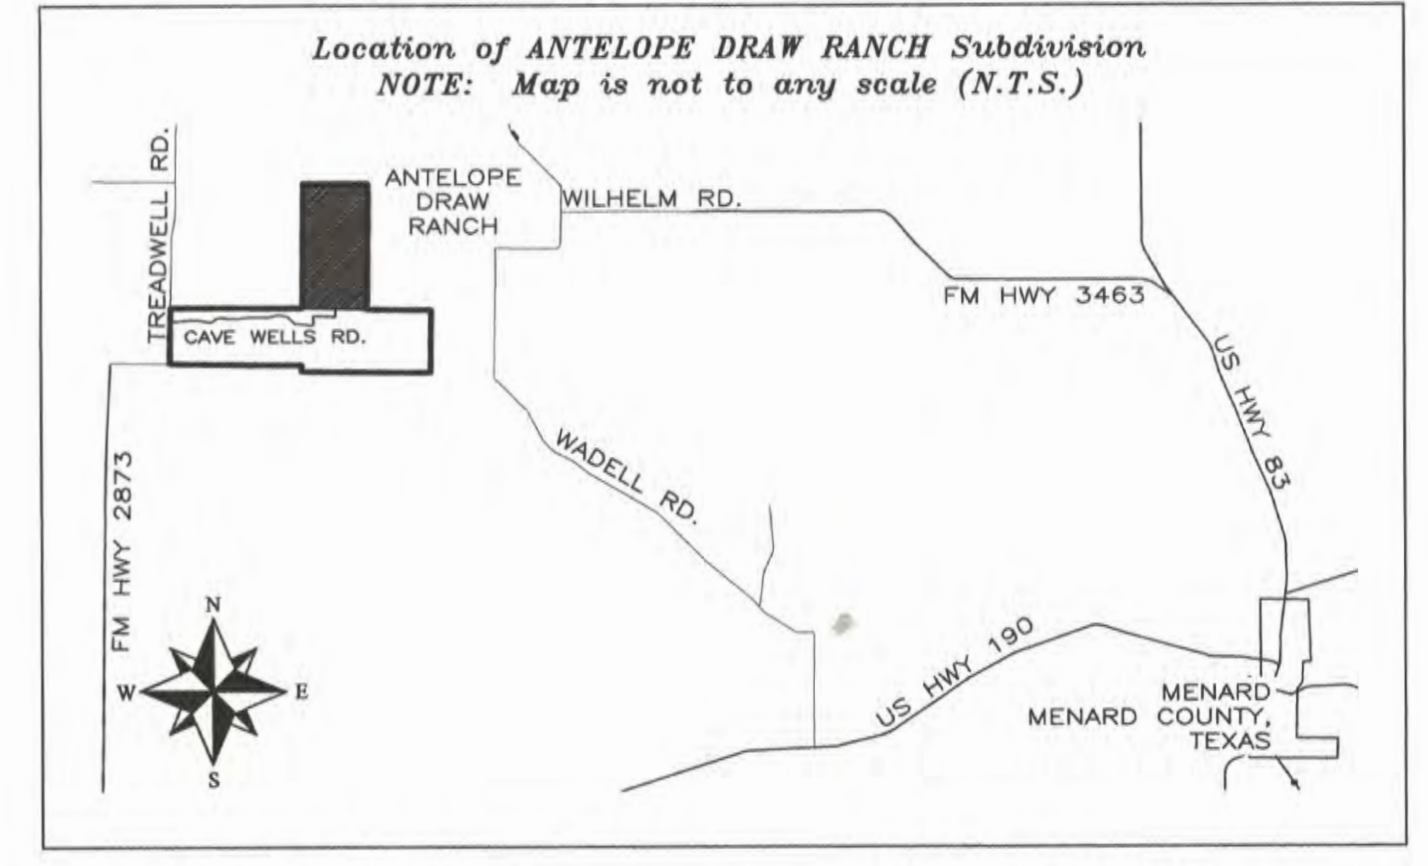 Location of ANTELOPE DRAW RANCH Subdivision
NOTE: Map is not to any scale (N.T.S.)
TREADWELL RD.
ANTELOPE
DRAW
RANCH
WILHELM RD.
FM HWY 3463
CAVE WELLS RD.
US HWY 83
WADELL RD.
FM HWY 2873
N
W
E
S
US HWY 190
MENARD
MENARD COUNTY,
TEXAS